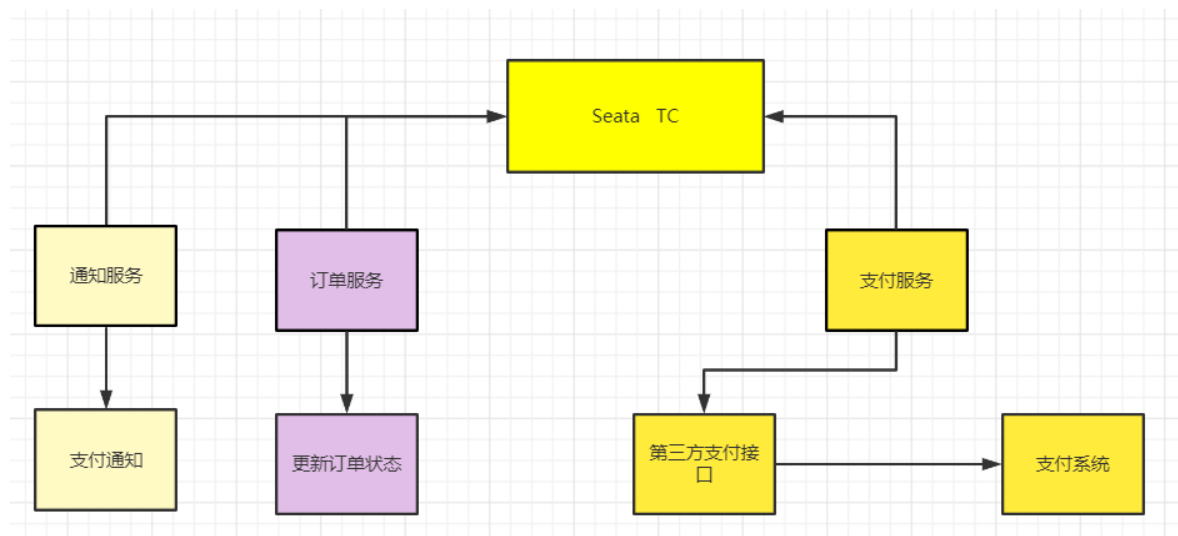 Seata TC
通知服务
订单服务
支付服务
支付通知
更新订单状态
第三方支付接
口
支付系统